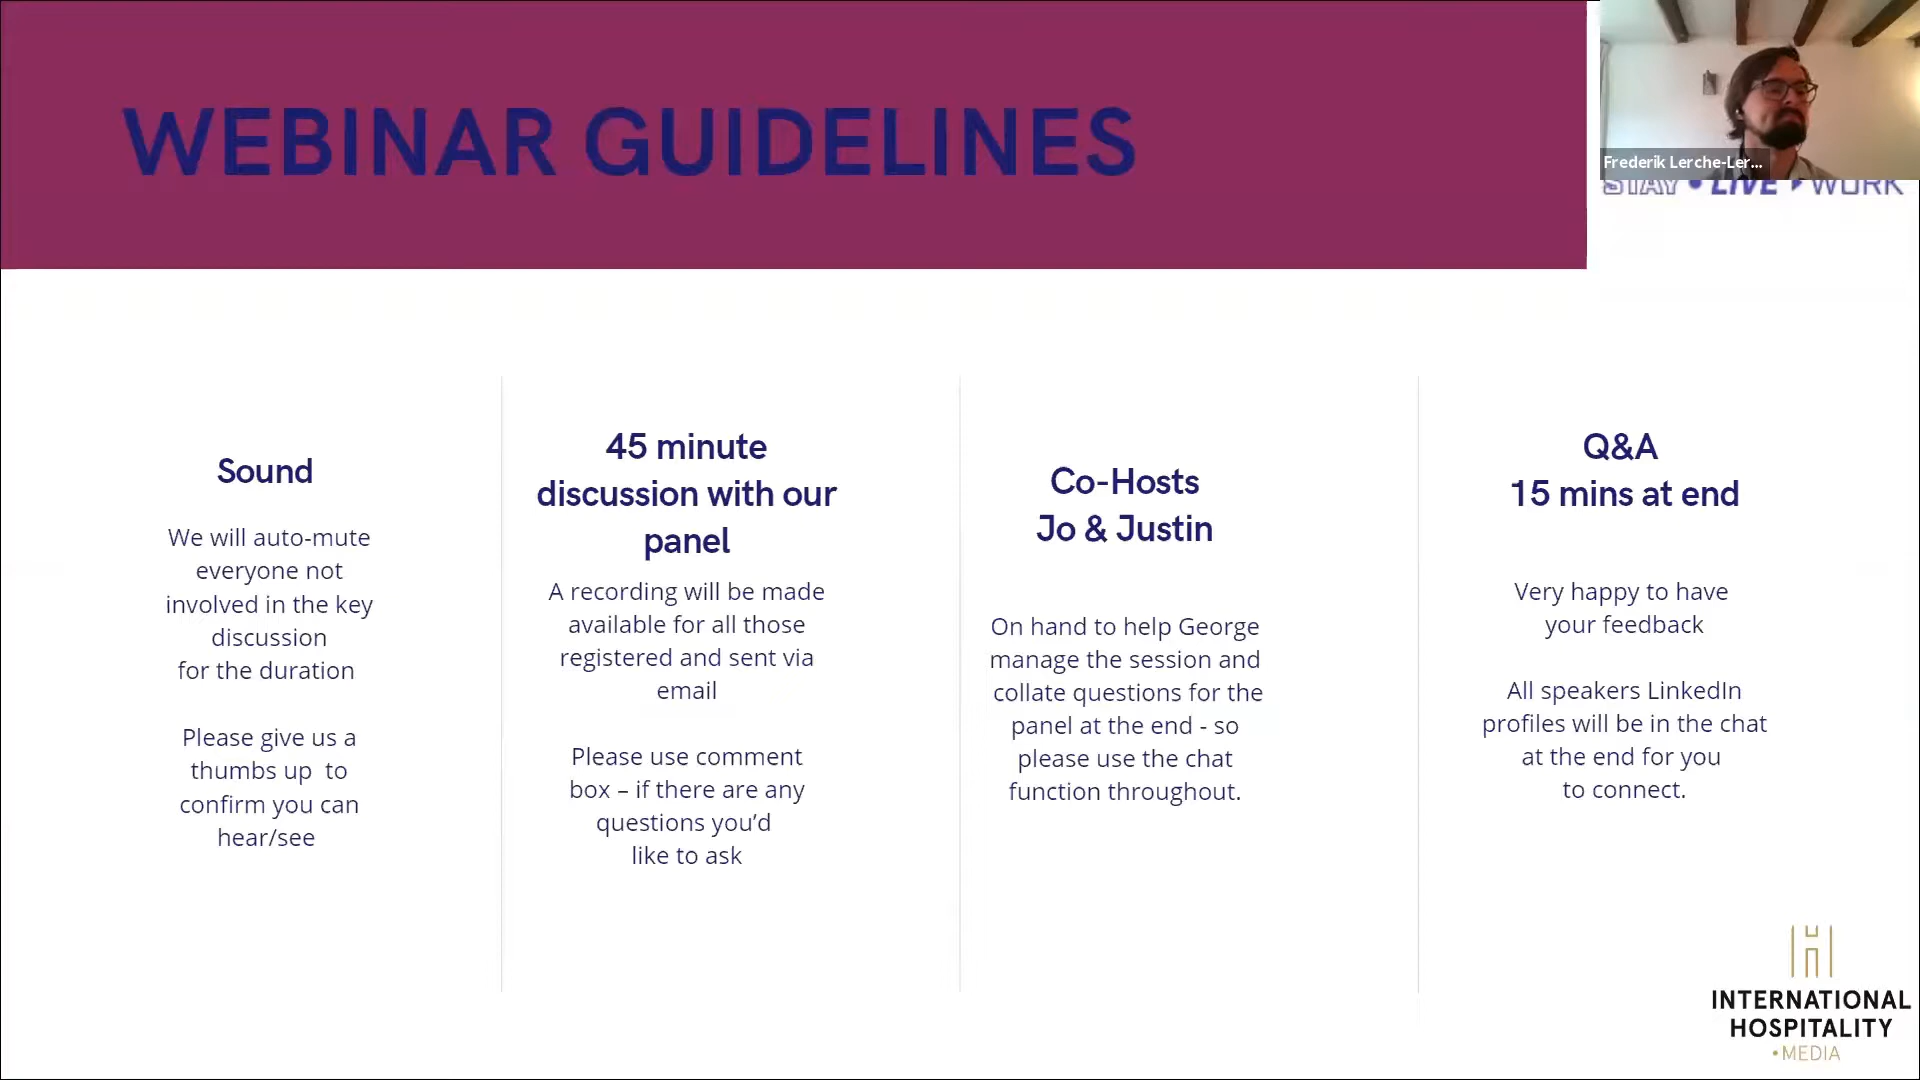 WEBINAR GUIDELINES
Frederik Lerche-Ler...
STAY • LIVE WORK
Sound
We will auto-mute
everyone not
involved in the key
discussion
for the duration
Please give us a
thumbs up to
confirm you can
hear/see
45 minute
discussion with our
panel
A recording will be made
available for all those
registered and sent via
email
Please use comment
box – if there are any
questions you’d
like to ask
Co-Hosts
Jo & Justin
On hand to help George
manage the session and
collate questions for the
panel at the end - so
please use the chat
function throughout.
Q&A
15 mins at end
Very happy to have
your feedback
All speakers LinkedIn
profiles will be in the chat
at the end for you
to connect.
INTERNATIONAL
HOSPITALITY
•MEDIA